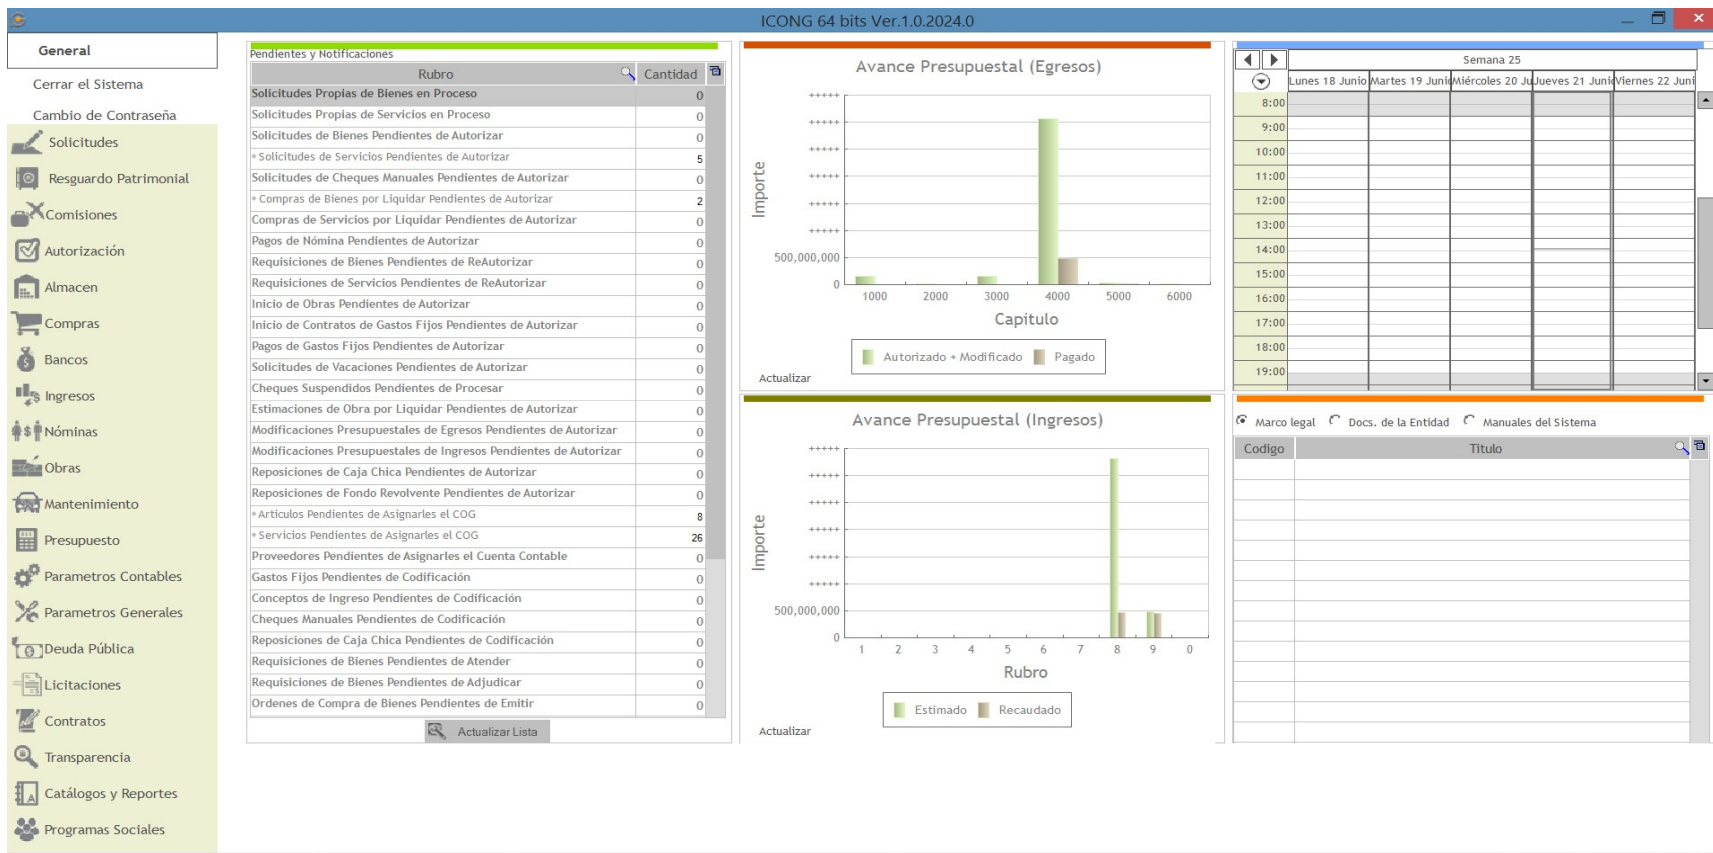 ICONG 64 bits Ver.1.0.2024.0
General
Cerrar el Sistema
Cambio de Contraseña
Solicitudes
Resguardo Patrimonial
Comisiones
Autorización
Almacen
Compras
Bancos
Ingresos
Nóminas
Obras
Mantenimiento
Presupuesto
Parametros Contables
Parametros Generales
Deuda Pública
Licitaciones
Contratos
Transparencia
Catálogos y Reportes
Programas Sociales
Pendientes y Notificaciones
Rubro Cantidad
Solicitudes Propias de Bienes en Proceso 0
Solicitudes Propias de Servicios en Proceso 0
Solicitudes de Bienes Pendientes de Autorizar 0
+ Solicitudes de Servicios Pendientes de Autorizar 5
Solicitudes de Cheques Manuales Pendientes de Autorizar 0
+ Compras de Bienes por Liquidar Pendientes de Autorizar 2
Compras de Servicios por Liquidar Pendientes de Autorizar 0
Pagos de Nómina Pendientes de Autorizar 0
Requisiciones de Bienes Pendientes de ReAutorizar 0
Requisiciones de Servicios Pendientes de ReAutorizar 0
Inicio de Obras Pendientes de Autorizar 0
Inicio de Contratos de Gastos Fijos Pendientes de Autorizar 0
Pagos de Gastos Fijos Pendientes de Autorizar 0
Solicitudes de Vacaciones Pendientes de Autorizar 0
Cheques Suspendidos Pendientes de Procesar 0
Estimaciones de Obra por Liquidar Pendientes de Autorizar 0
Modificaciones Presupuestales de Egresos Pendientes de Autorizar 0
Modificaciones Presupuestales de Ingresos Pendientes de Autorizar 0
Reposiciones de Caja Chica Pendientes de Autorizar 0
Reposiciones de Fondo Revolvente Pendientes de Autorizar 0
+ Articulos Pendientes de Asignarles el COG 8
+ Servicios Pendientes de Asignarles el COG 26
Proveedores Pendientes de Asignarles el Cuenta Contable 0
Gastos Fijos Pendientes de Codificación 0
Conceptos de Ingreso Pendientes de Codificación 0
Cheques Manuales Pendientes de Codificación 0
Reposiciones de Caja Chica Pendientes de Codificación 0
Requisiciones de Bienes Pendientes de Atender 0
Requisiciones de Bienes Pendientes de Adjudicar 0
Ordenes de Compra de Bienes Pendientes de Emitir 0
Actualizar Lista
Avance Presupuestal (Egresos)
Importe
+++++
+++++
+++++
+++++
+++++
+++++
500,000,000
0
1000 2000 3000 4000 5000 6000
Capitulo
Autorizado + Modificado Pagado
Actualizar
Avance Presupuestal (Ingresos)
Importe
+++++
+++++
+++++
+++++
+++++
+++++
500,000,000
0
1 2 3 4 5 6 7 8 9 0
Rubro
Estimado Recaudado
Actualizar
Semana 25
Lunes 18 Junio Martes 19 Juni Miércoles 20 Ju Jueves 21 Juni Viernes 22 Juni
8:00
9:00
10:00
11:00
12:00
13:00
14:00
15:00
16:00
17:00
18:00
19:00
Marco legal Docs. de la Entidad Manuales del Sistema
Codigo Titulo